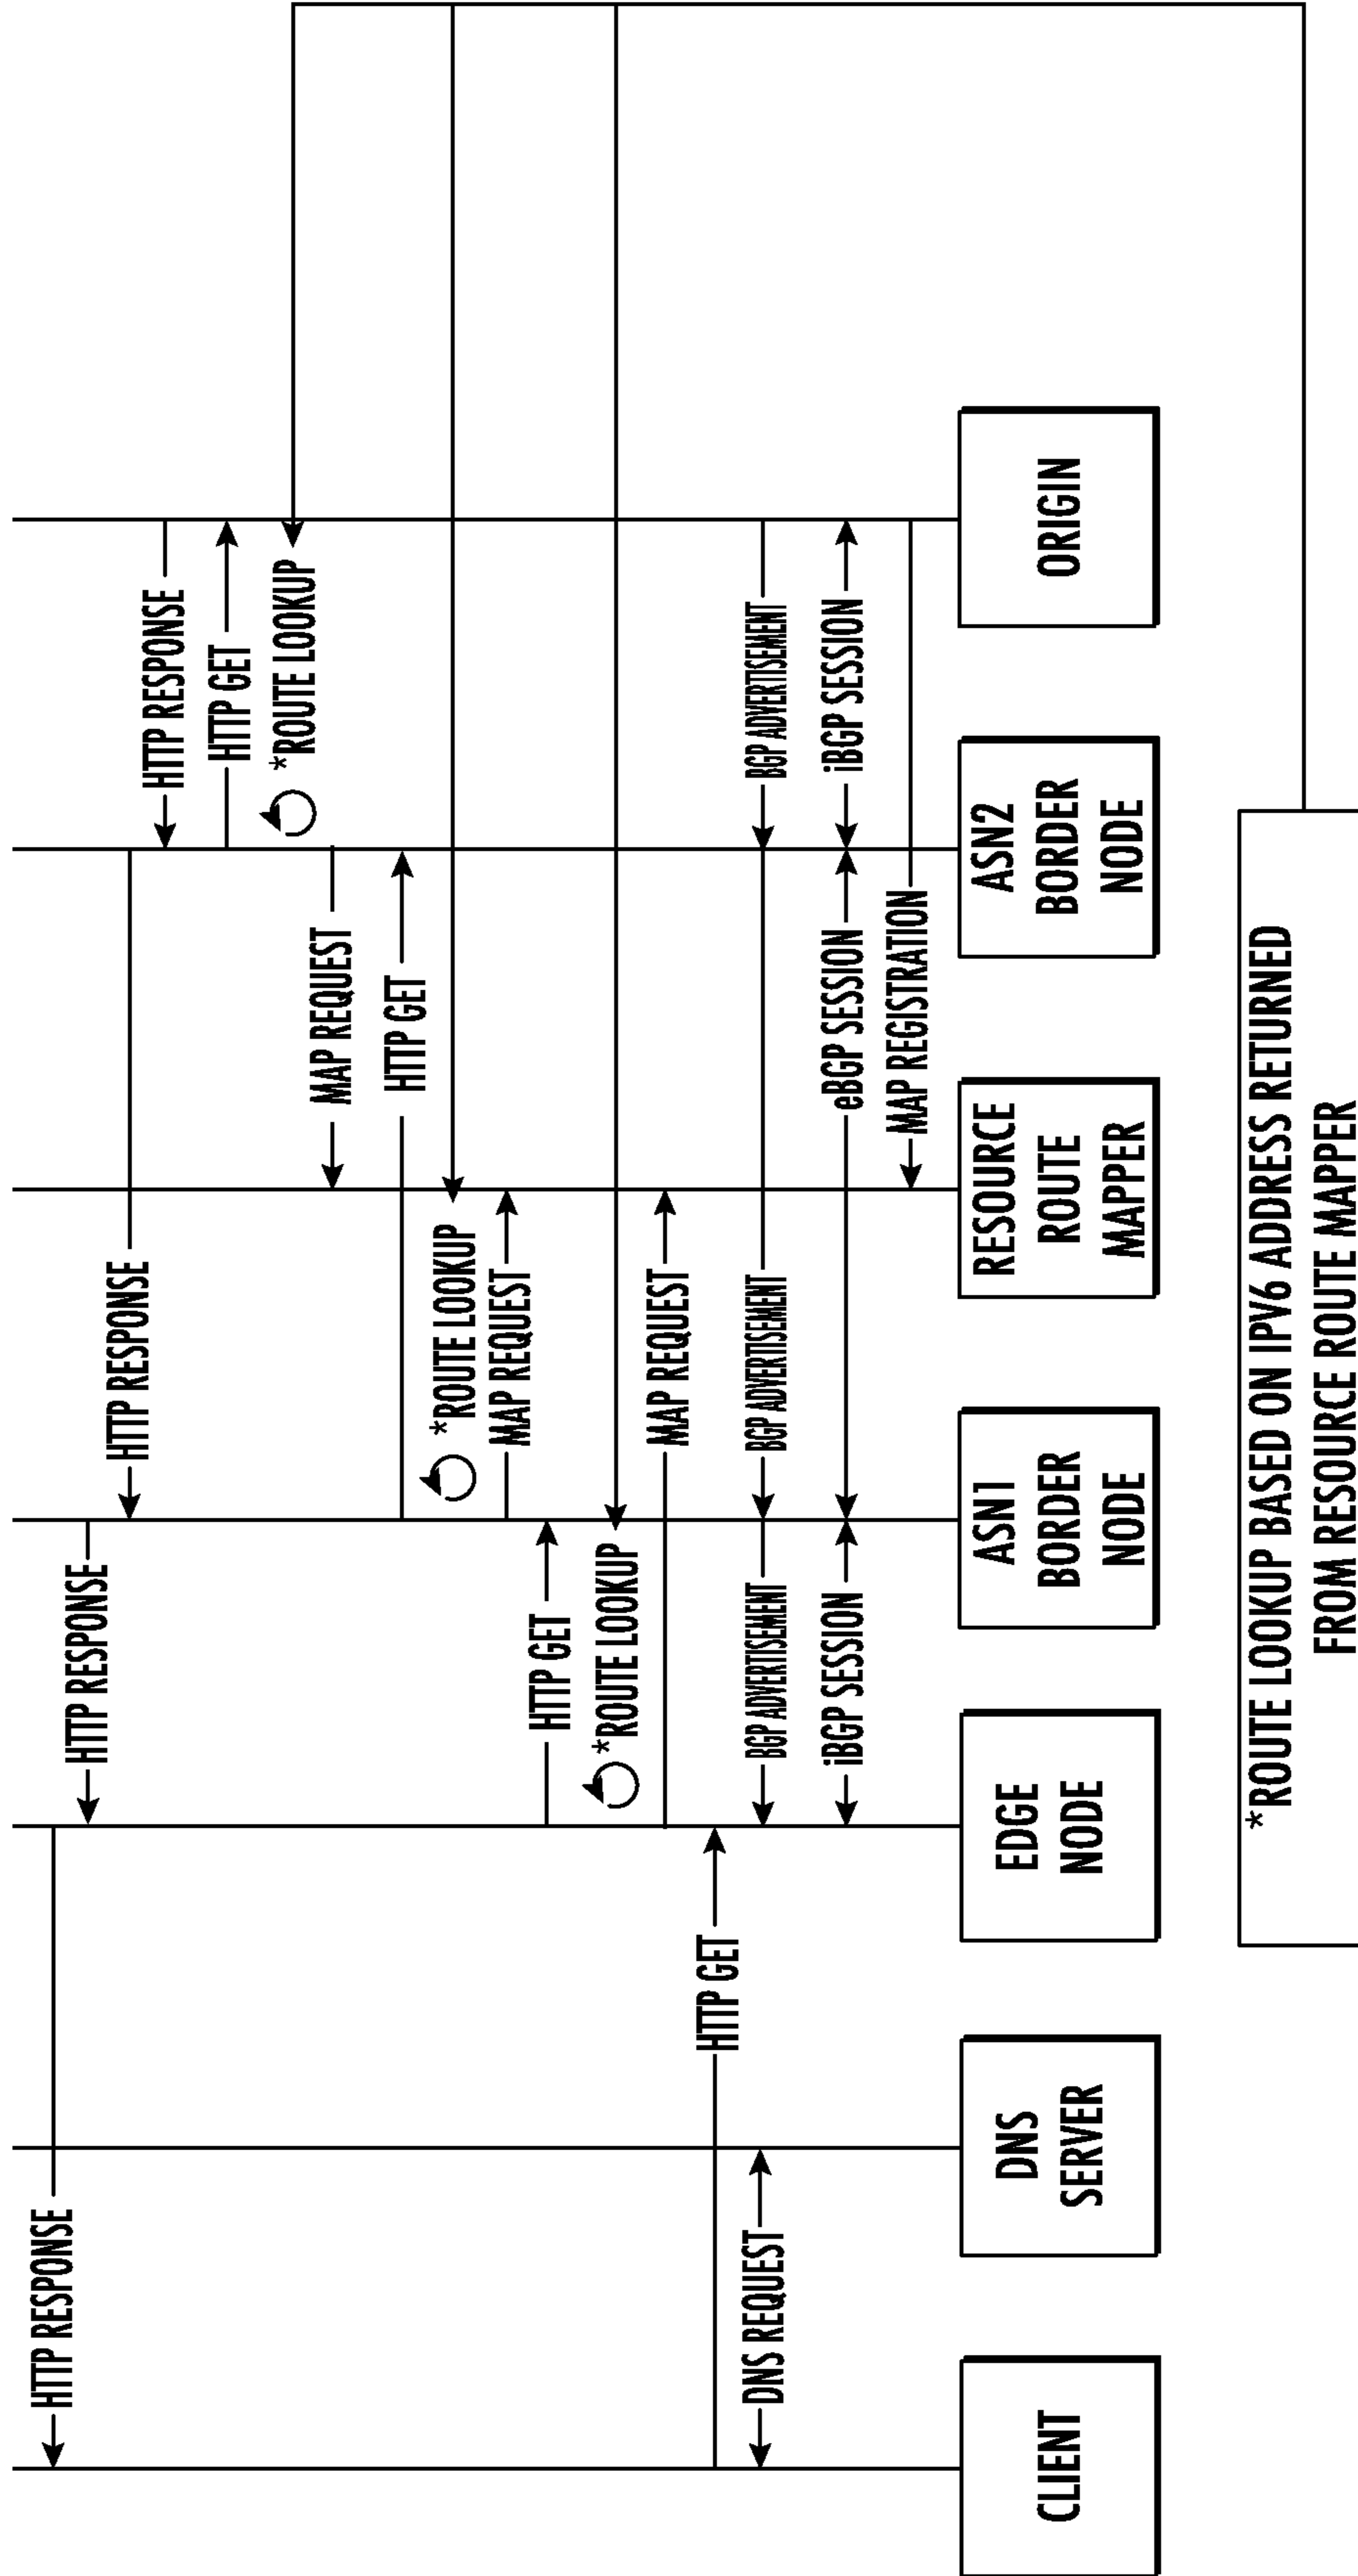 HTTP RESPONSE
HTTP RESPONSE
HTTP RESPONSE
HTTP RESPONSE
HTTP GET
*ROUTE LOOKUP
MAP REQUEST
HTTP GET
*ROUTE LOOKUP
MAP REQUEST
HTTP GET
*ROUTE LOOKUP
MAP REQUEST
HTTP GET
DNS REQUEST
BGP ADVERTISEMENT
BGP ADVERTISEMENT
BGP ADVERTISEMENT
iBGP SESSION
eBGP SESSION
iBGP SESSION
MAP REGISTRATION
CLIENT
DNS
SERVER
EDGE
NODE
ASN1
BORDER
NODE
RESOURCE
ROUTE
MAPPER
ASN2
BORDER
NODE
ORIGIN
*ROUTE LOOKUP BASED ON IPV6 ADDRESS RETURNED
FROM RESOURCE ROUTE MAPPER